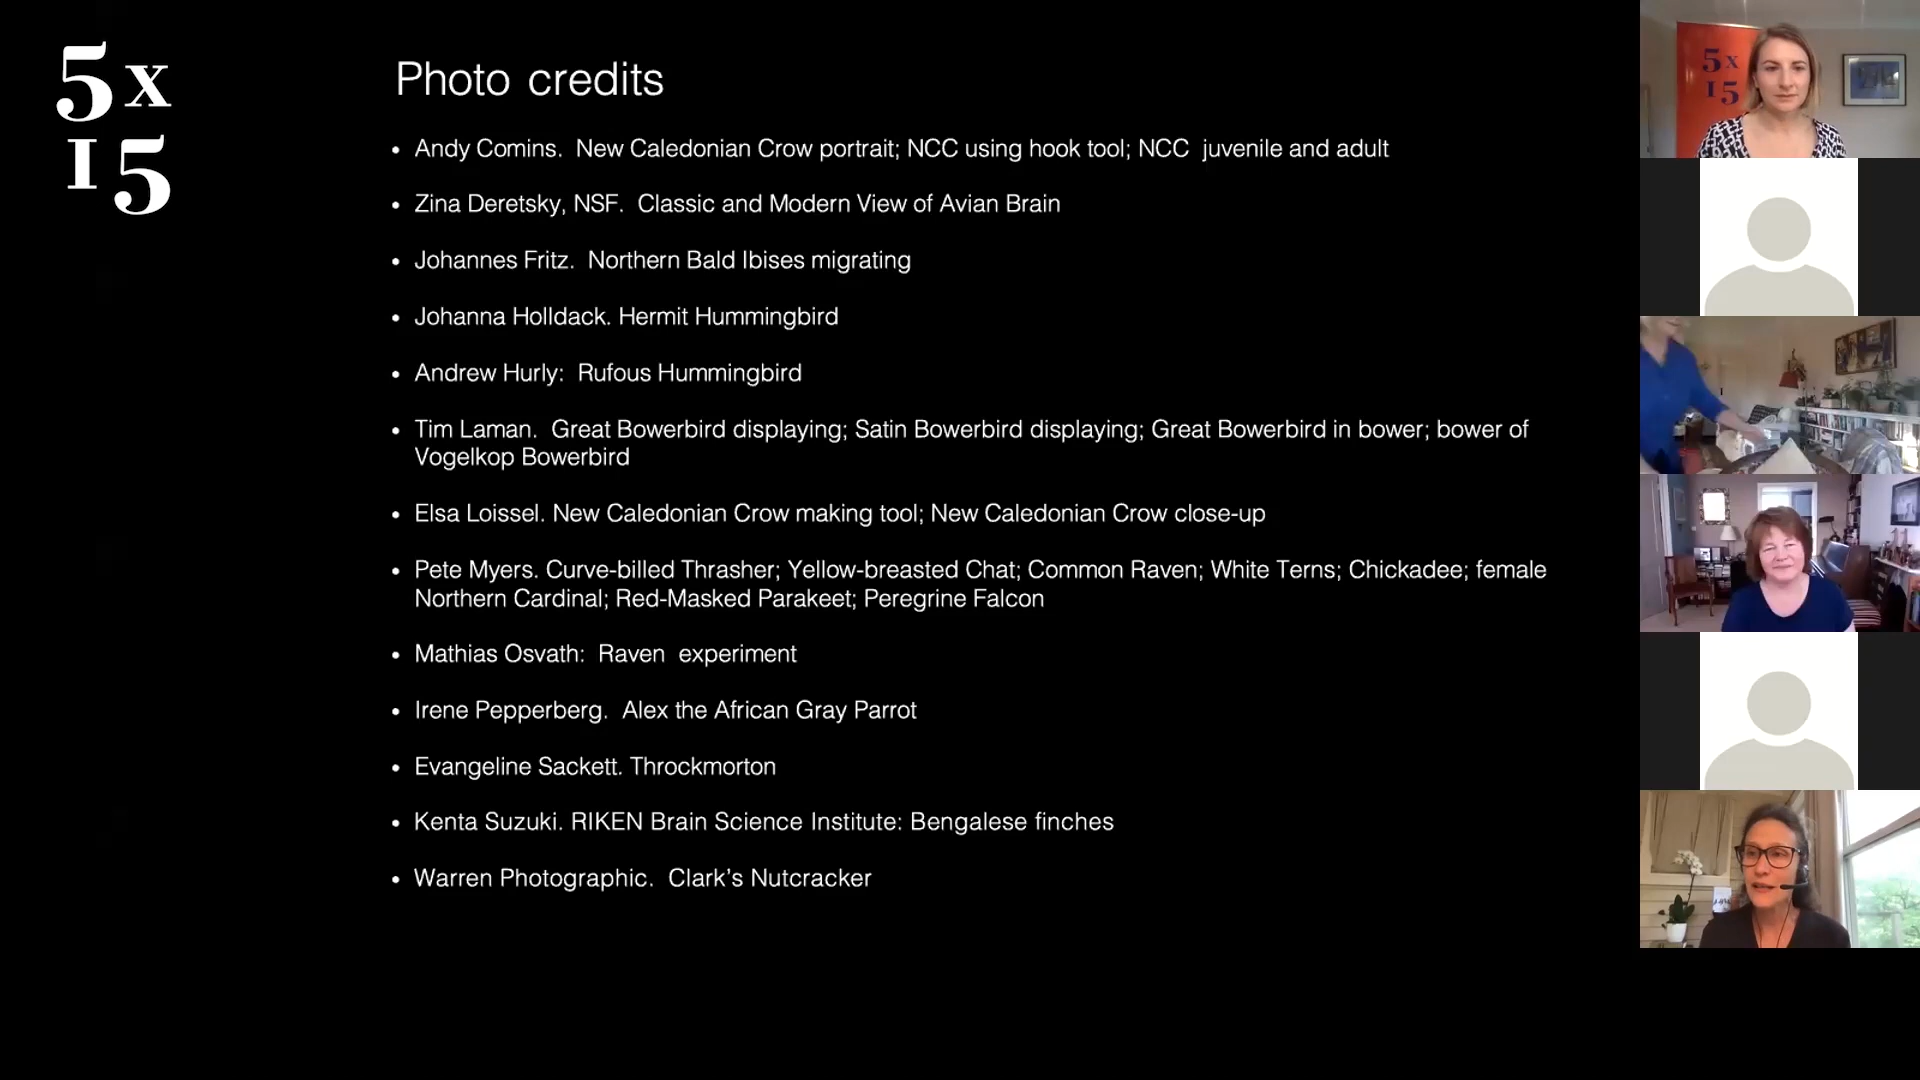 5 x
15
Photo credits
• Andy Comins.  New Caledonian Crow portrait; NCC using hook tool; NCC  juvenile and adult
• Zina Deretsky, NSF.  Classic and Modern View of Avian Brain
• Johannes Fritz.  Northern Bald Ibises migrating
• Johanna Holldack. Hermit Hummingbird
• Andrew Hurly:  Rufous Hummingbird
• Tim Laman.  Great Bowerbird displaying; Satin Bowerbird displaying; Great Bowerbird in bower; bower of
Vogelkop Bowerbird
• Elsa Loissel. New Caledonian Crow making tool; New Caledonian Crow close-up
• Pete Myers. Curve-billed Thrasher; Yellow-breasted Chat; Common Raven; White Terns; Chickadee; female
Northern Cardinal; Red-Masked Parakeet; Peregrine Falcon
• Mathias Osvath:  Raven  experiment
• Irene Pepperberg.  Alex the African Gray Parrot
• Evangeline Sackett. Throckmorton
• Kenta Suzuki. RIKEN Brain Science Institute: Bengalese finches
• Warren Photographic.  Clark’s Nutcracker
5 x
15